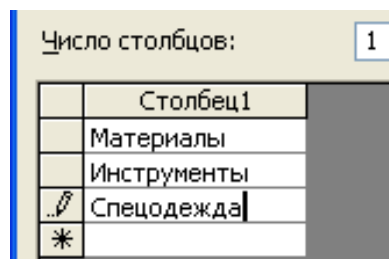 Число столбцов: 1
Столбец1
Материалы
Инструменты
Спецодежда